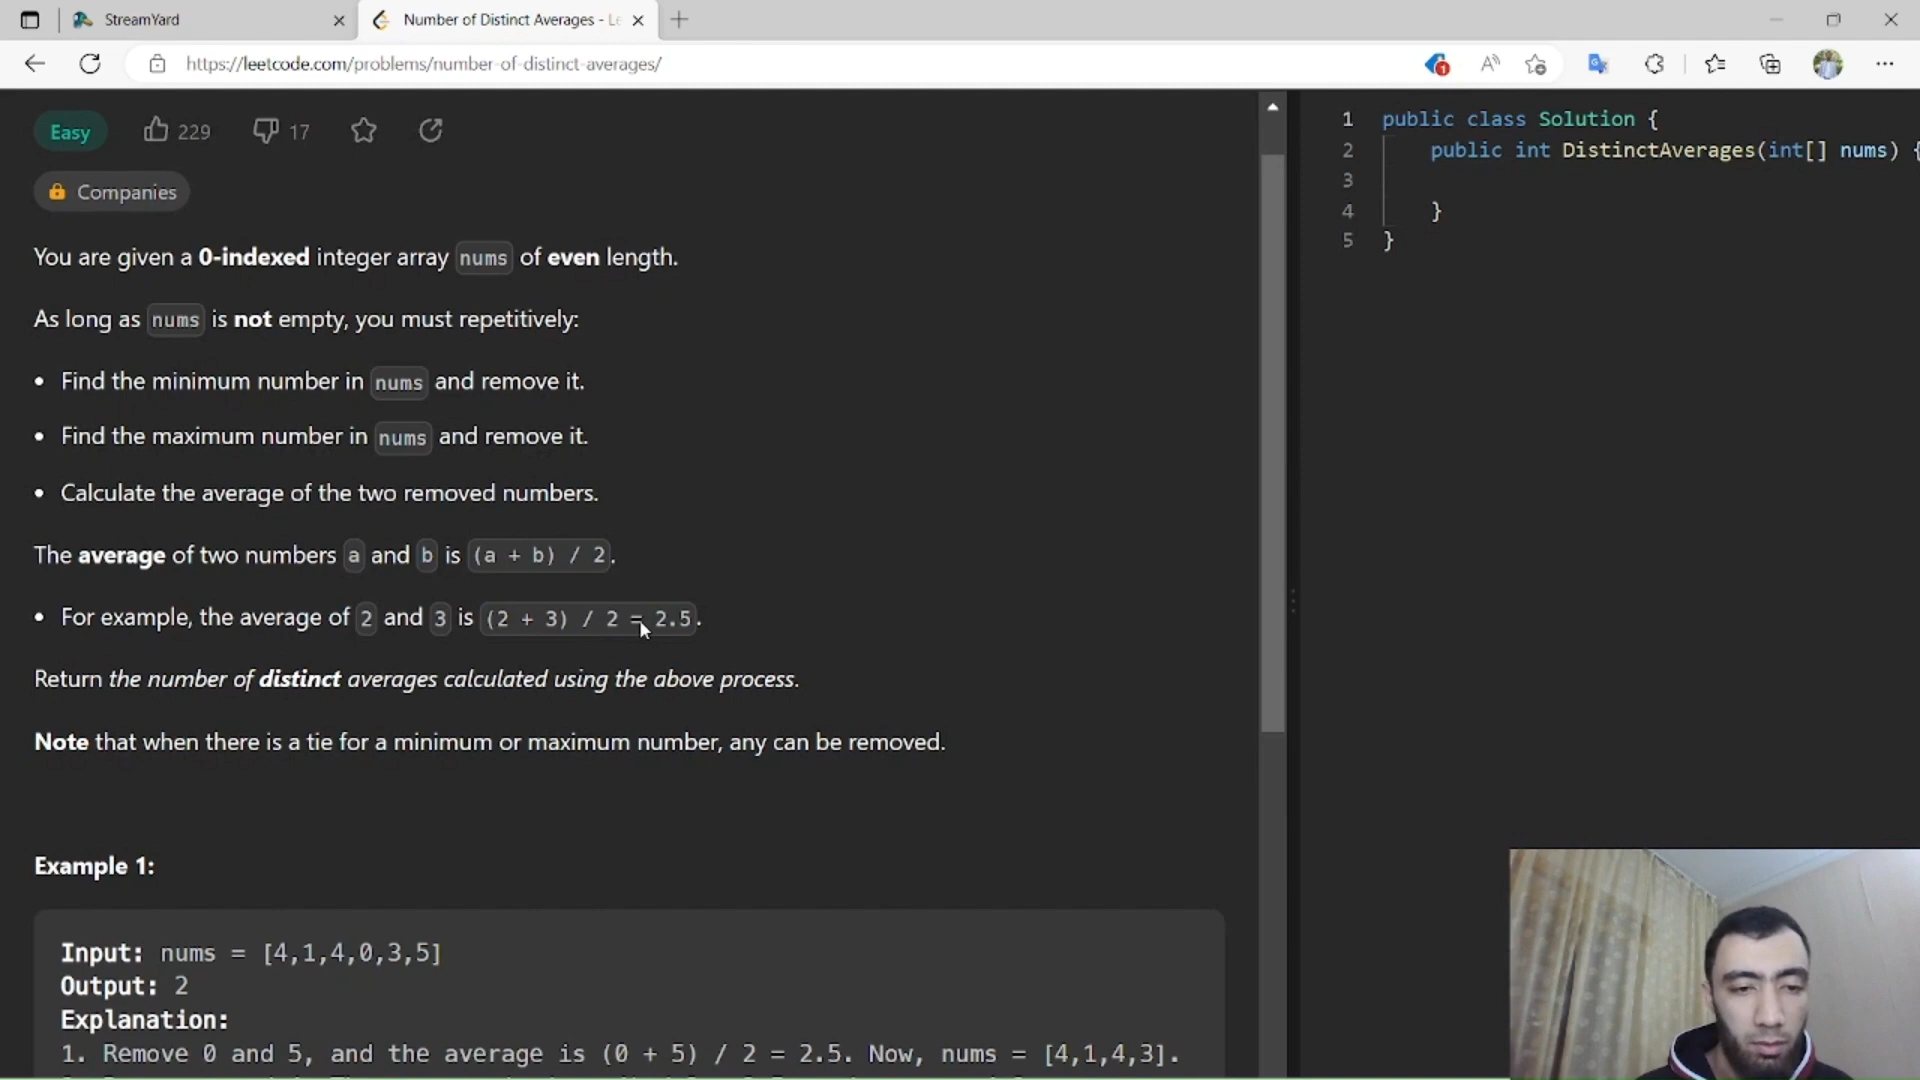 StreamYard
Number of Distinct Averages - Le
https://leetcode.com/problems/number-of-distinct-averages/
1
Easy
229
17
Companies
You are given a 0-indexed integer array nums of even length.
As long as nums is not empty, you must repetitively:
• Find the minimum number in nums and remove it.
• Find the maximum number in nums and remove it.
• Calculate the average of the two removed numbers.
The average of two numbers a and b is (a + b) / 2.
• For example, the average of 2 and 3 is (2 + 3) / 2 = 2.5.
Return the number of distinct averages calculated using the above process.
Note that when there is a tie for a minimum or maximum number, any can be removed.
Example 1:
Input: nums = [4,1,4,0,3,5]
Output: 2
Explanation:
1. Remove 0 and 5, and the average is (0 + 5) / 2 = 2.5. Now, nums = [4,1,4,3].
1 public class Solution {
2 public int DistinctAverages(int[] nums) {
3
4 }
5 }